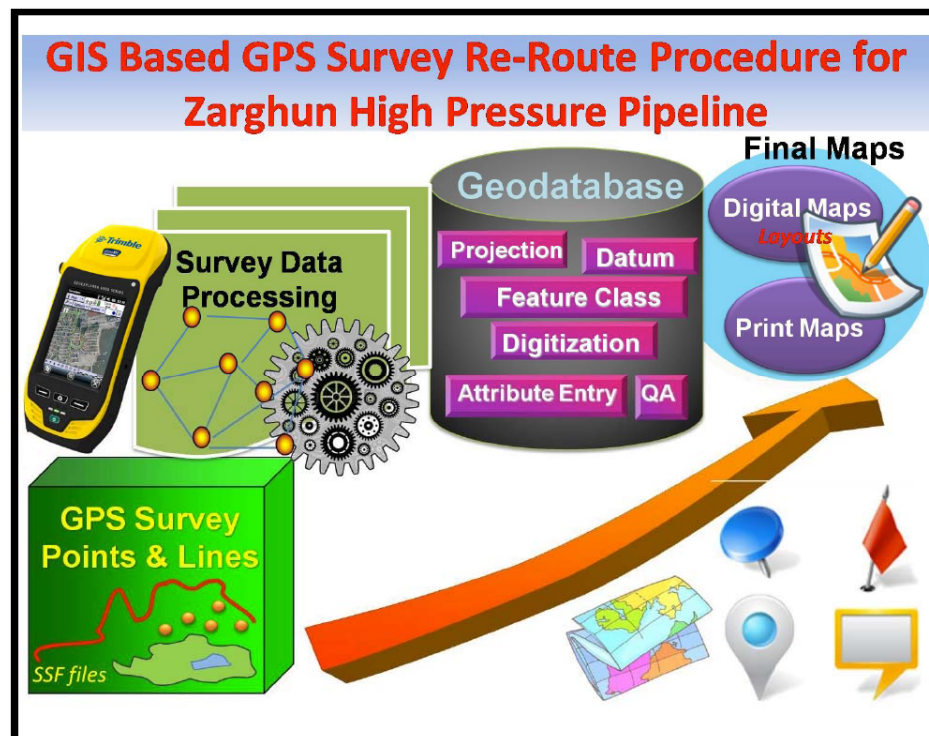 GIS Based GPS Survey Re-Route Procedure for
Zarghun High Pressure Pipeline
Trimble
Survey Data
Processing
GPS Survey
Points & Lines
SSF files
Geodatabase
Projection
Datum
Feature Class
Digitization
Attribute Entry
QA
Final Maps
Digital Maps
Layouts
Print Maps